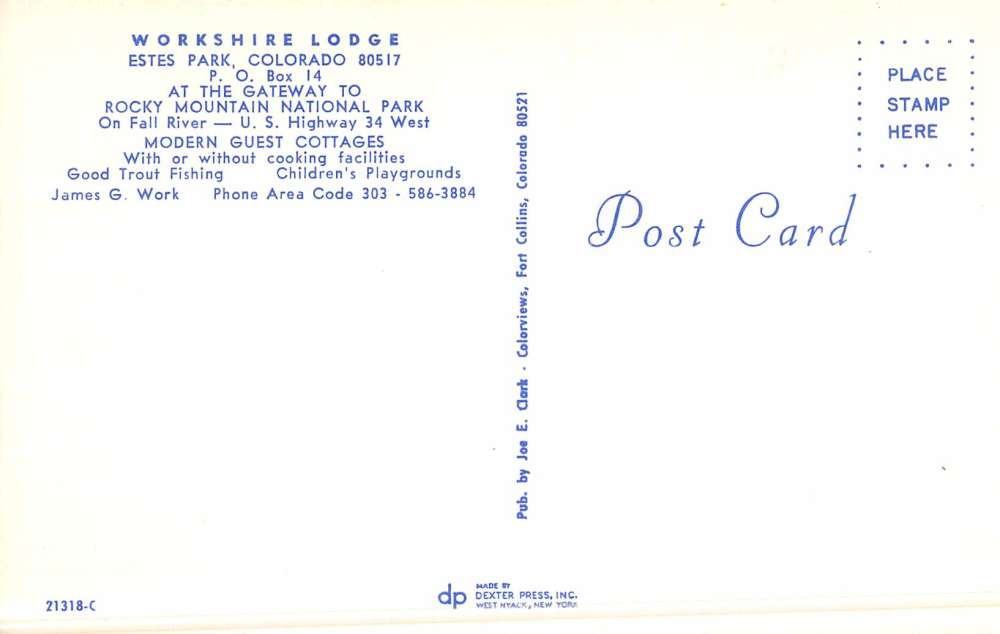 WORKSHIRE LODGE
ESTES PARK, COLORADO 80517
P. O. Box 14
AT THE GATEWAY TO
ROCKY MOUNTAIN NATIONAL PARK
On Fall River — U. S. Highway 34 West
MODERN GUEST COTTAGES
With or without cooking facilities
Good Trout Fishing Children's Playgrounds
James G. Work Phone Area Code 303 - 586-3884
Pub. by Joe E. Clark - Colorviews, Fort Collins, Colorado 80521
PLACE
STAMP
HERE
Post Card
21318-C
dp
MADE BY
DEXTER PRESS, INC.
WEST NYACK, NEW YORK